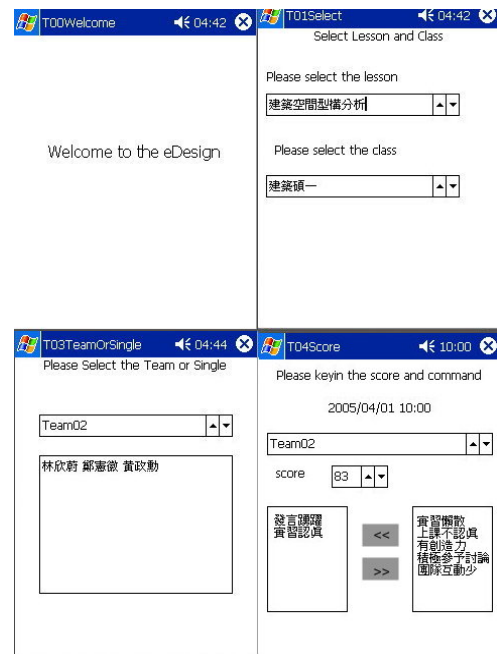 T00Welcome 04:42
Welcome to the eDesign
T01Select 04:42
Select Lesson and Class
Please select the lesson
建築空間型構分析
Please select the class
建築碩一
T03TeamOrSingle 04:44
Please Select the Team or Single
Team02
林欣蔚 鄭憲徽 黃政勳
T04Score 10:00
Please keyin the score and command
2005/04/01 10:00
Team02
score 83
發言踴躍
實習認真
<<
>>
實習懶散
上課不認真
有創造力
積極參予討論
團隊互動少